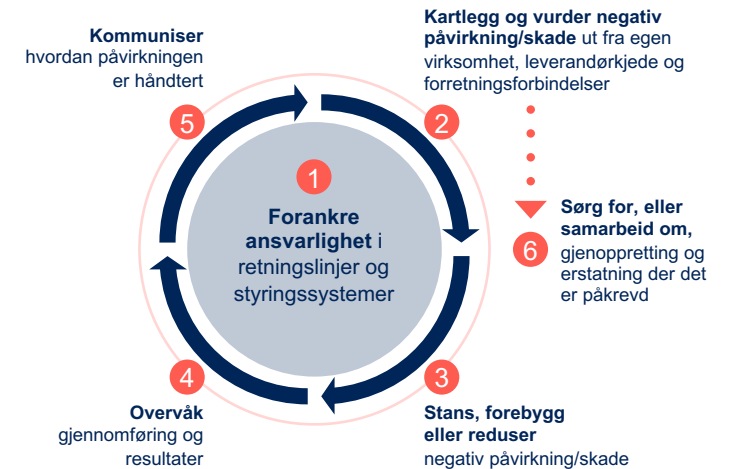 1
Forankre
ansvarlighet i
retningslinjer og
styringssystemer
2
Kartlegg og vurder negativ
påvirkning/skade ut fra egen
virksomhet, leverandørkjede og
forretningsforbindelser
3
Stans, forebygg
eller reduser
negativ påvirkning/skade
4
Overvåk
gjennomføring og
resultater
5
Kommuniser
hvordan påvirkningen
er håndtert
6
Sørg for, eller
samarbeid om,
gjenoppretting og
erstatning der det
er påkrevd